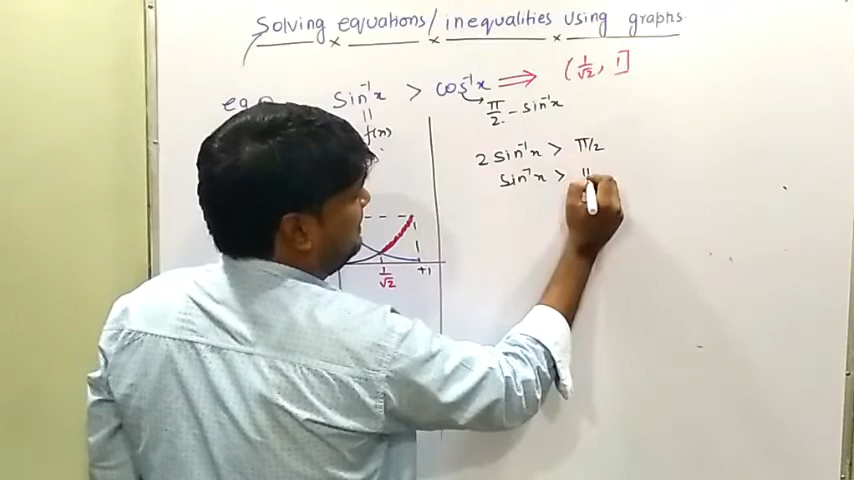 Solving equations/inequalities using graphs.
eg
sin⁻¹x > cos⁻¹x ⟹ (1/√2, 1]
π/2 - sin⁻¹x
||
f(x)
2 sin⁻¹x > π/2
sin⁻¹x >
1/√2
+1